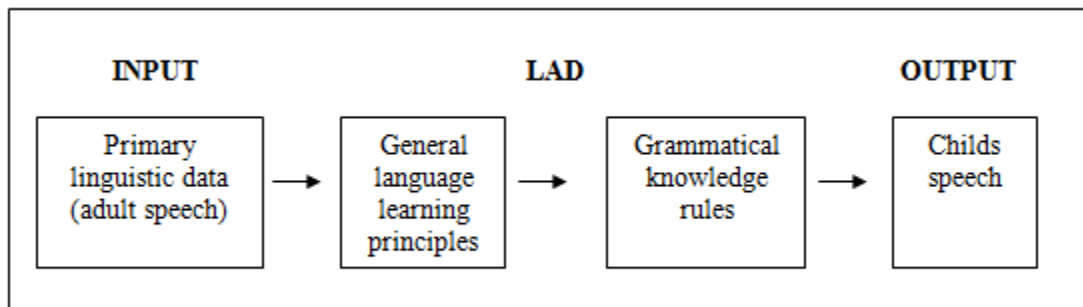 INPUT
LAD
OUTPUT
Primary
linguistic data
(adult speech)
General
language
learning
principles
Grammatical
knowledge
rules
Childs
speech